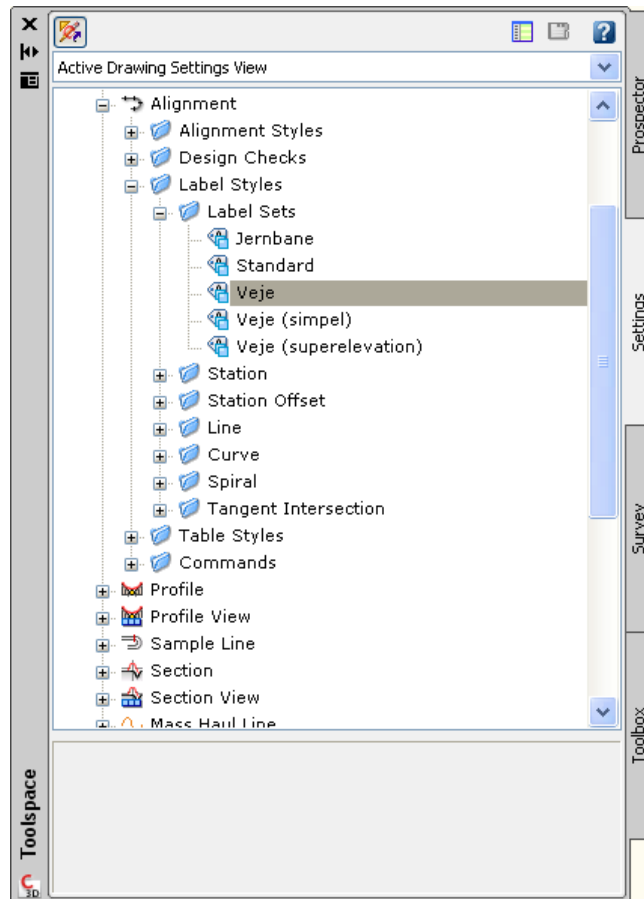 Active Drawing Settings View
Alignment
Alignment Styles
Design Checks
Label Styles
Label Sets
Jernbane
Standard
Veje
Veje (simpel)
Veje (superelevation)
Station
Station Offset
Line
Curve
Spiral
Tangent Intersection
Table Styles
Commands
Profile
Profile View
Sample Line
Section
Section View
Mass Haul Line
Prospector
Settings
Survey
Toolbox
Toolspace
C
3D